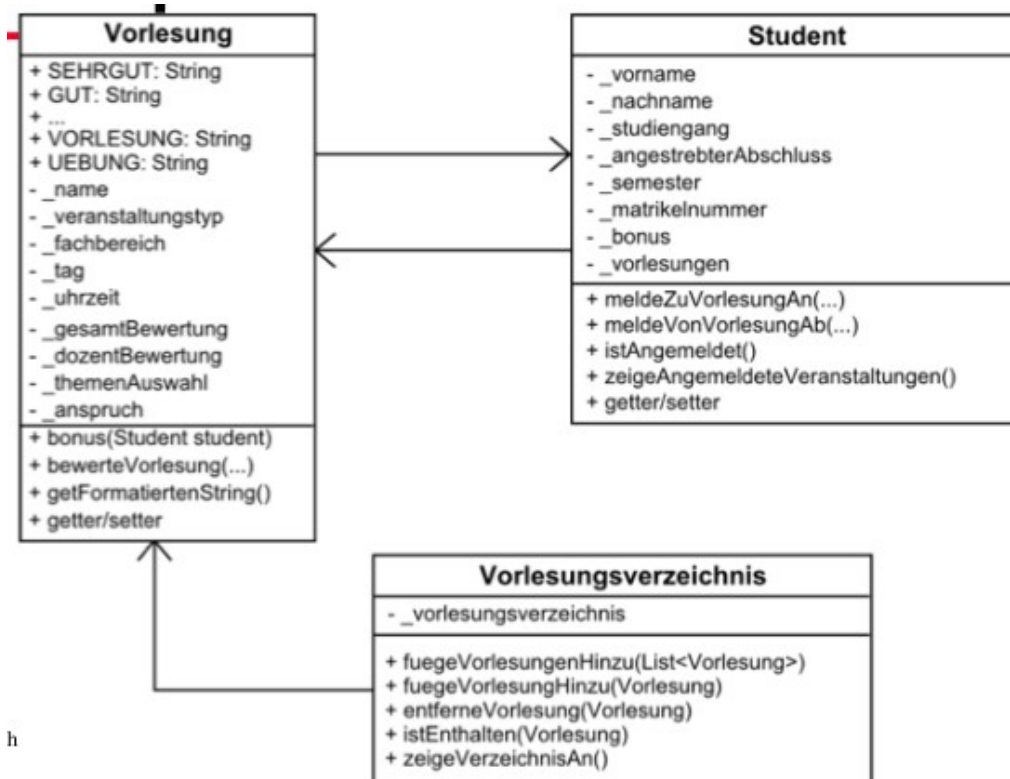 Vorlesung
+ SEHRGUT: String
+ GUT: String
+ ...
+ VORLESUNG: String
+ UEBUNG: String
- _name
- _veranstaltungstyp
- _fachbereich
- _tag
- _uhrzeit
- _gesamtBewertung
- _dozentBewertung
- _themenAuswahl
- _anspruch
+ bonus(Student student)
+ bewerteVorlesung(...)
+ getFormatiertenString()
+ getter/setter
Student
- _vorname
- _nachname
- _studiengang
- _angestrebterAbschluss
- _semester
- _matrikelnummer
- _bonus
- _vorlesungen
+ meldeZuVorlesungAn(...)
+ meldeVonVorlesungAb(...)
+ istAngemeldet()
+ zeigeAngemeldeteVeranstaltungen()
+ getter/setter
Vorlesungsverzeichnis
- _vorlesungsverzeichnis
+ fuegeVorlesungenHinzu(List<Vorlesung>)
+ fuegeVorlesungHinzu(Vorlesung)
+ entferneVorlesung(Vorlesung)
+ istEnthalten(Vorlesung)
+ zeigeVerzeichnisAn()
h